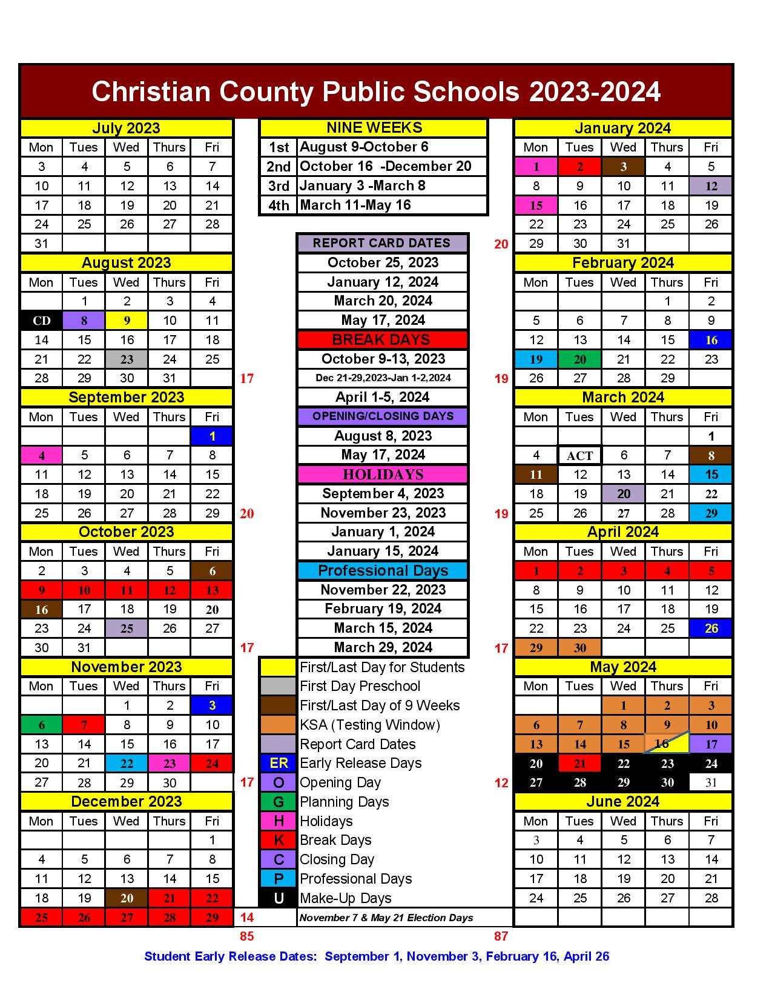 Christian County Public Schools 2023-2024
July 2023
Mon Tues Wed Thurs Fri
3 4 5 6 7
10 11 12 13 14
17 18 19 20 21
24 25 26 27 28
31
August 2023
Mon Tues Wed Thurs Fri
1 2 3 4
CD 8 9 10 11
14 15 16 17 18
21 22 23 24 25
28 29 30 31
17
September 2023
Mon Tues Wed Thurs Fri
1
4 5 6 7 8
11 12 13 14 15
18 19 20 21 22
25 26 27 28 29
20
October 2023
Mon Tues Wed Thurs Fri
2 3 4 5 6
9 10 11 12 13
16 17 18 19 20
23 24 25 26 27
30 31
17
November 2023
Mon Tues Wed Thurs Fri
1 2 3
6 7 8 9 10
13 14 15 16 17
20 21 22 23 24
27 28 29 30
17
December 2023
Mon Tues Wed Thurs Fri
1
4 5 6 7 8
11 12 13 14 15
18 19 20 21 22
25 26 27 28 29
14
85
NINE WEEKS
1st August 9-October 6
2nd October 16 -December 20
3rd January 3 -March 8
4th March 11-May 16
REPORT CARD DATES
October 25, 2023
January 12, 2024
March 20, 2024
May 17, 2024
BREAK DAYS
October 9-13, 2023
Dec 21-29,2023-Jan 1-2,2024
April 1-5, 2024
OPENING/CLOSING DAYS
August 8, 2023
May 17, 2024
HOLIDAYS
September 4, 2023
November 23, 2023
January 1, 2024
January 15, 2024
Professional Days
November 22, 2023
February 19, 2024
March 15, 2024
March 29, 2024
First/Last Day for Students
First Day Preschool
First/Last Day of 9 Weeks
KSA (Testing Window)
Report Card Dates
ER Early Release Days
O Opening Day
G Planning Days
H Holidays
K Break Days
C Closing Day
P Professional Days
U Make-Up Days
November 7 & May 21 Election Days
January 2024
Mon Tues Wed Thurs Fri
1 2 3 4 5
8 9 10 11 12
15 16 17 18 19
22 23 24 25 26
20
29 30 31
February 2024
Mon Tues Wed Thurs Fri
1 2
5 6 7 8 9
12 13 14 15 16
19 20 21 22 23
19
26 27 28 29
March 2024
Mon Tues Wed Thurs Fri
1
4 ACT 6 7 8
11 12 13 14 15
18 19 20 21 22
19
25 26 27 28 29
April 2024
Mon Tues Wed Thurs Fri
1 2 3 4 5
8 9 10 11 12
15 16 17 18 19
22 23 24 25 26
17
29 30
May 2024
Mon Tues Wed Thurs Fri
1 2 3
6 7 8 9 10
13 14 15 16 17
20 21 22 23 24
12
27 28 29 30 31
June 2024
Mon Tues Wed Thurs Fri
3 4 5 6 7
10 11 12 13 14
17 18 19 20 21
24 25 26 27 28
87
Student Early Release Dates: September 1, November 3, February 16, April 26